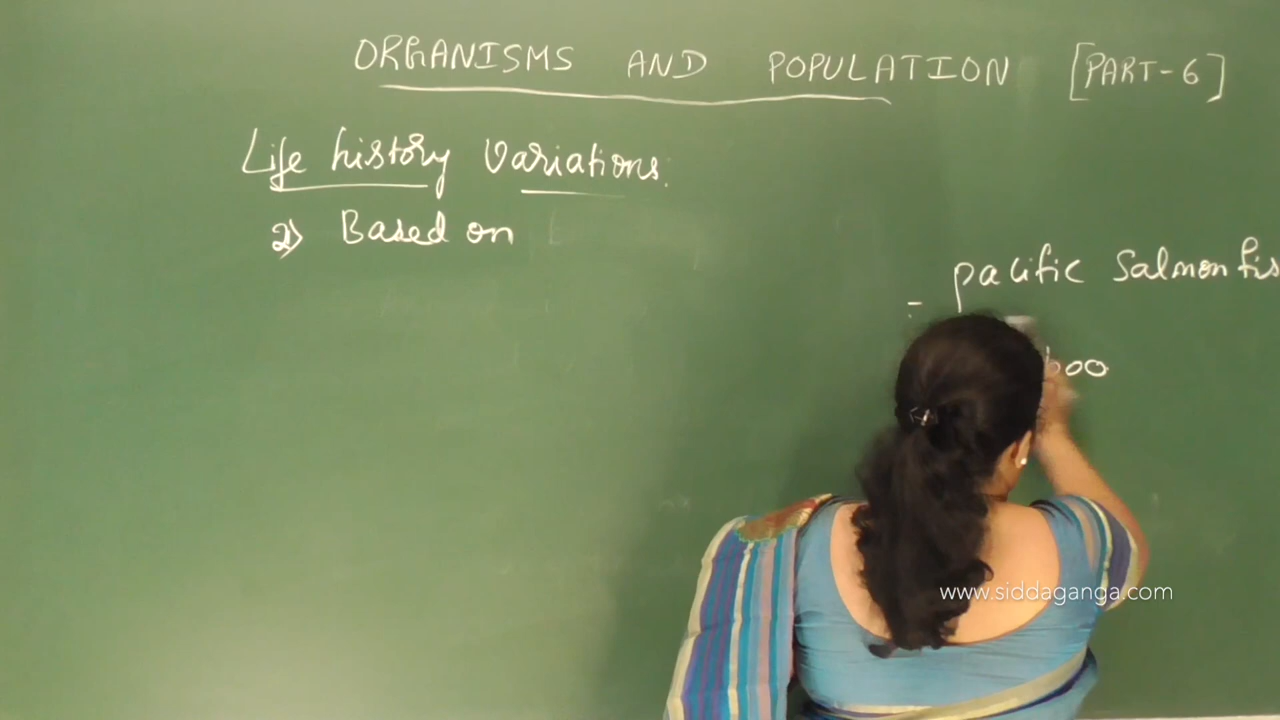 ORGANISMS AND POPULATION [PART-6]
Life history Variations.
2) Based on
- pacific Salmon fis
boo
www.siddaganga.com